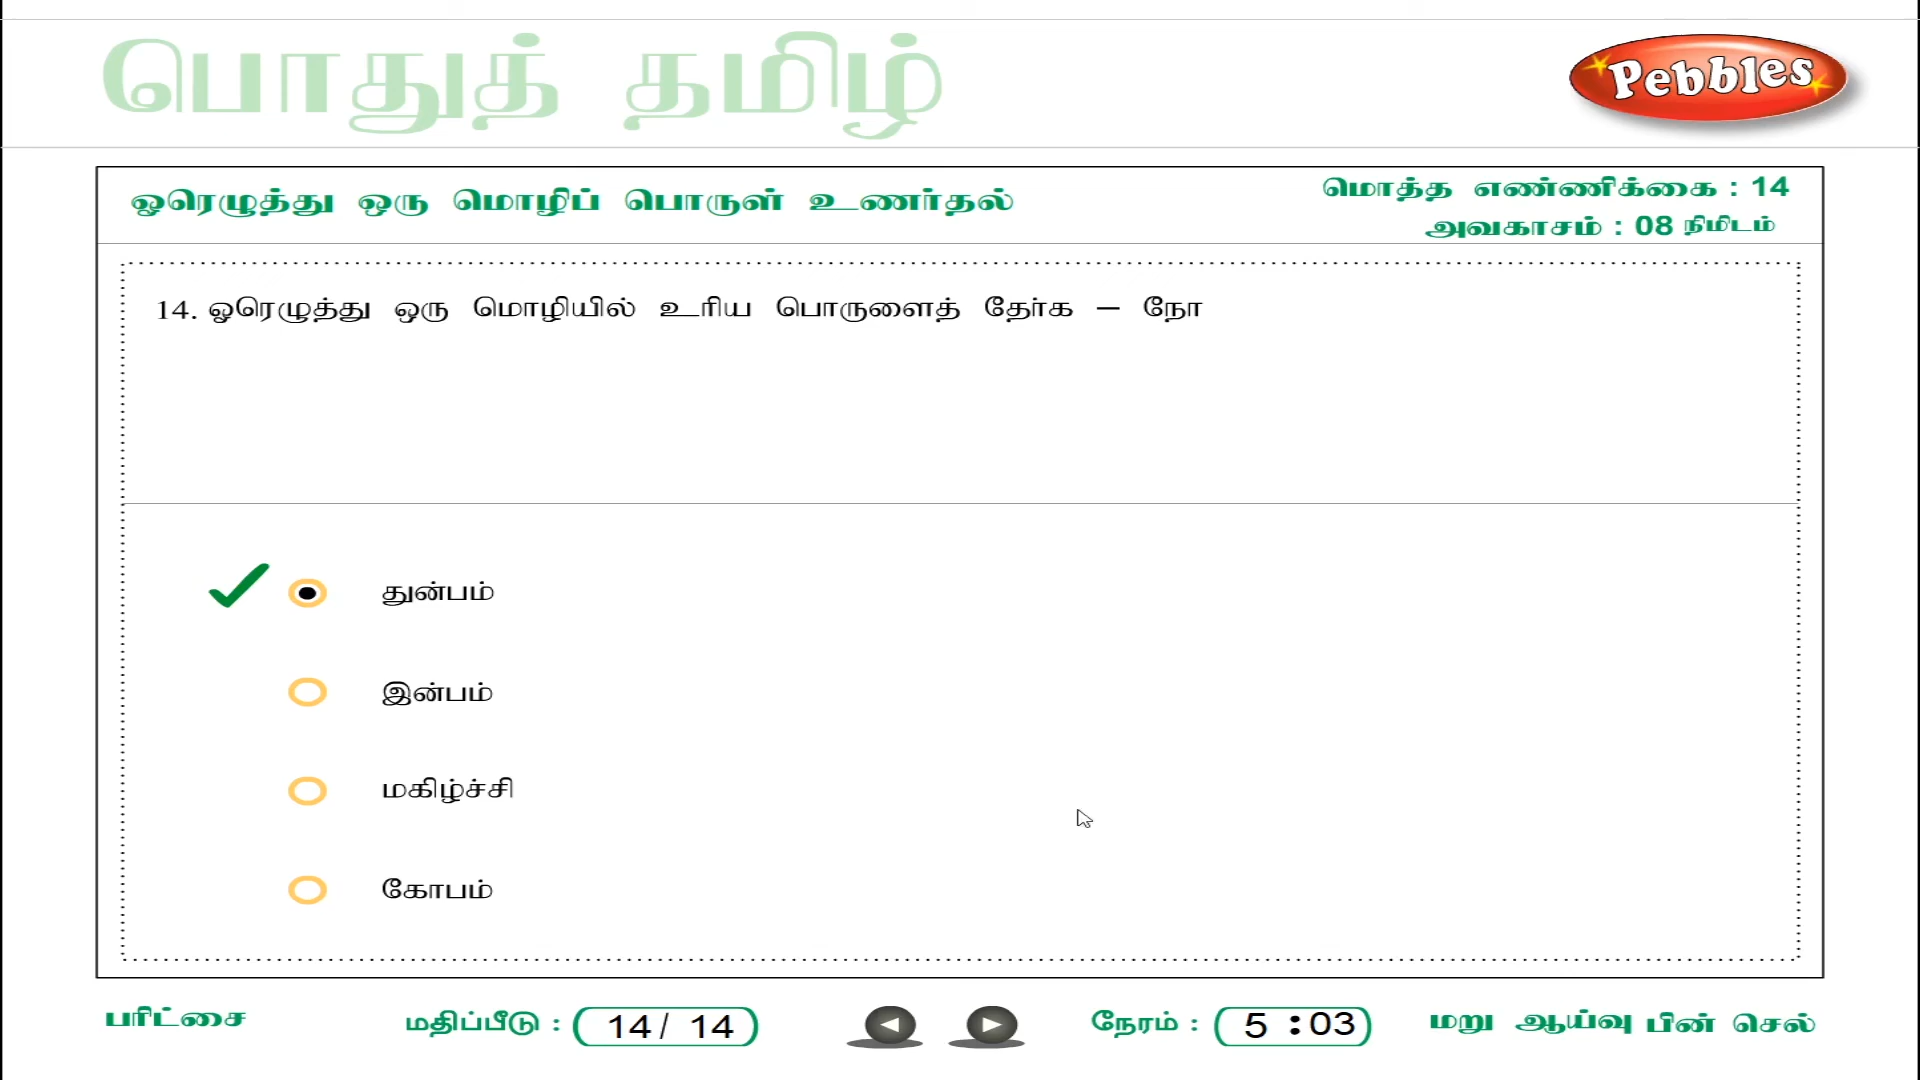 பொதுத் தமிழ்
Pebbles
ஓரெழுத்து ஒரு மொழிப் பொருள் உணர்தல்
மொத்த எண்ணிக்கை : 14
அவகாசம் : 08 நிமிடம்
14. ஓரெழுத்து ஒரு மொழியில் உரிய பொருளைத் தேர்க – நோ
துன்பம்
இன்பம்
மகிழ்ச்சி
கோபம்
பரிட்சை மதிப்பீடு : 14 / 14 நேரம் : 5 : 03 மறு ஆய்வு பின் செல்